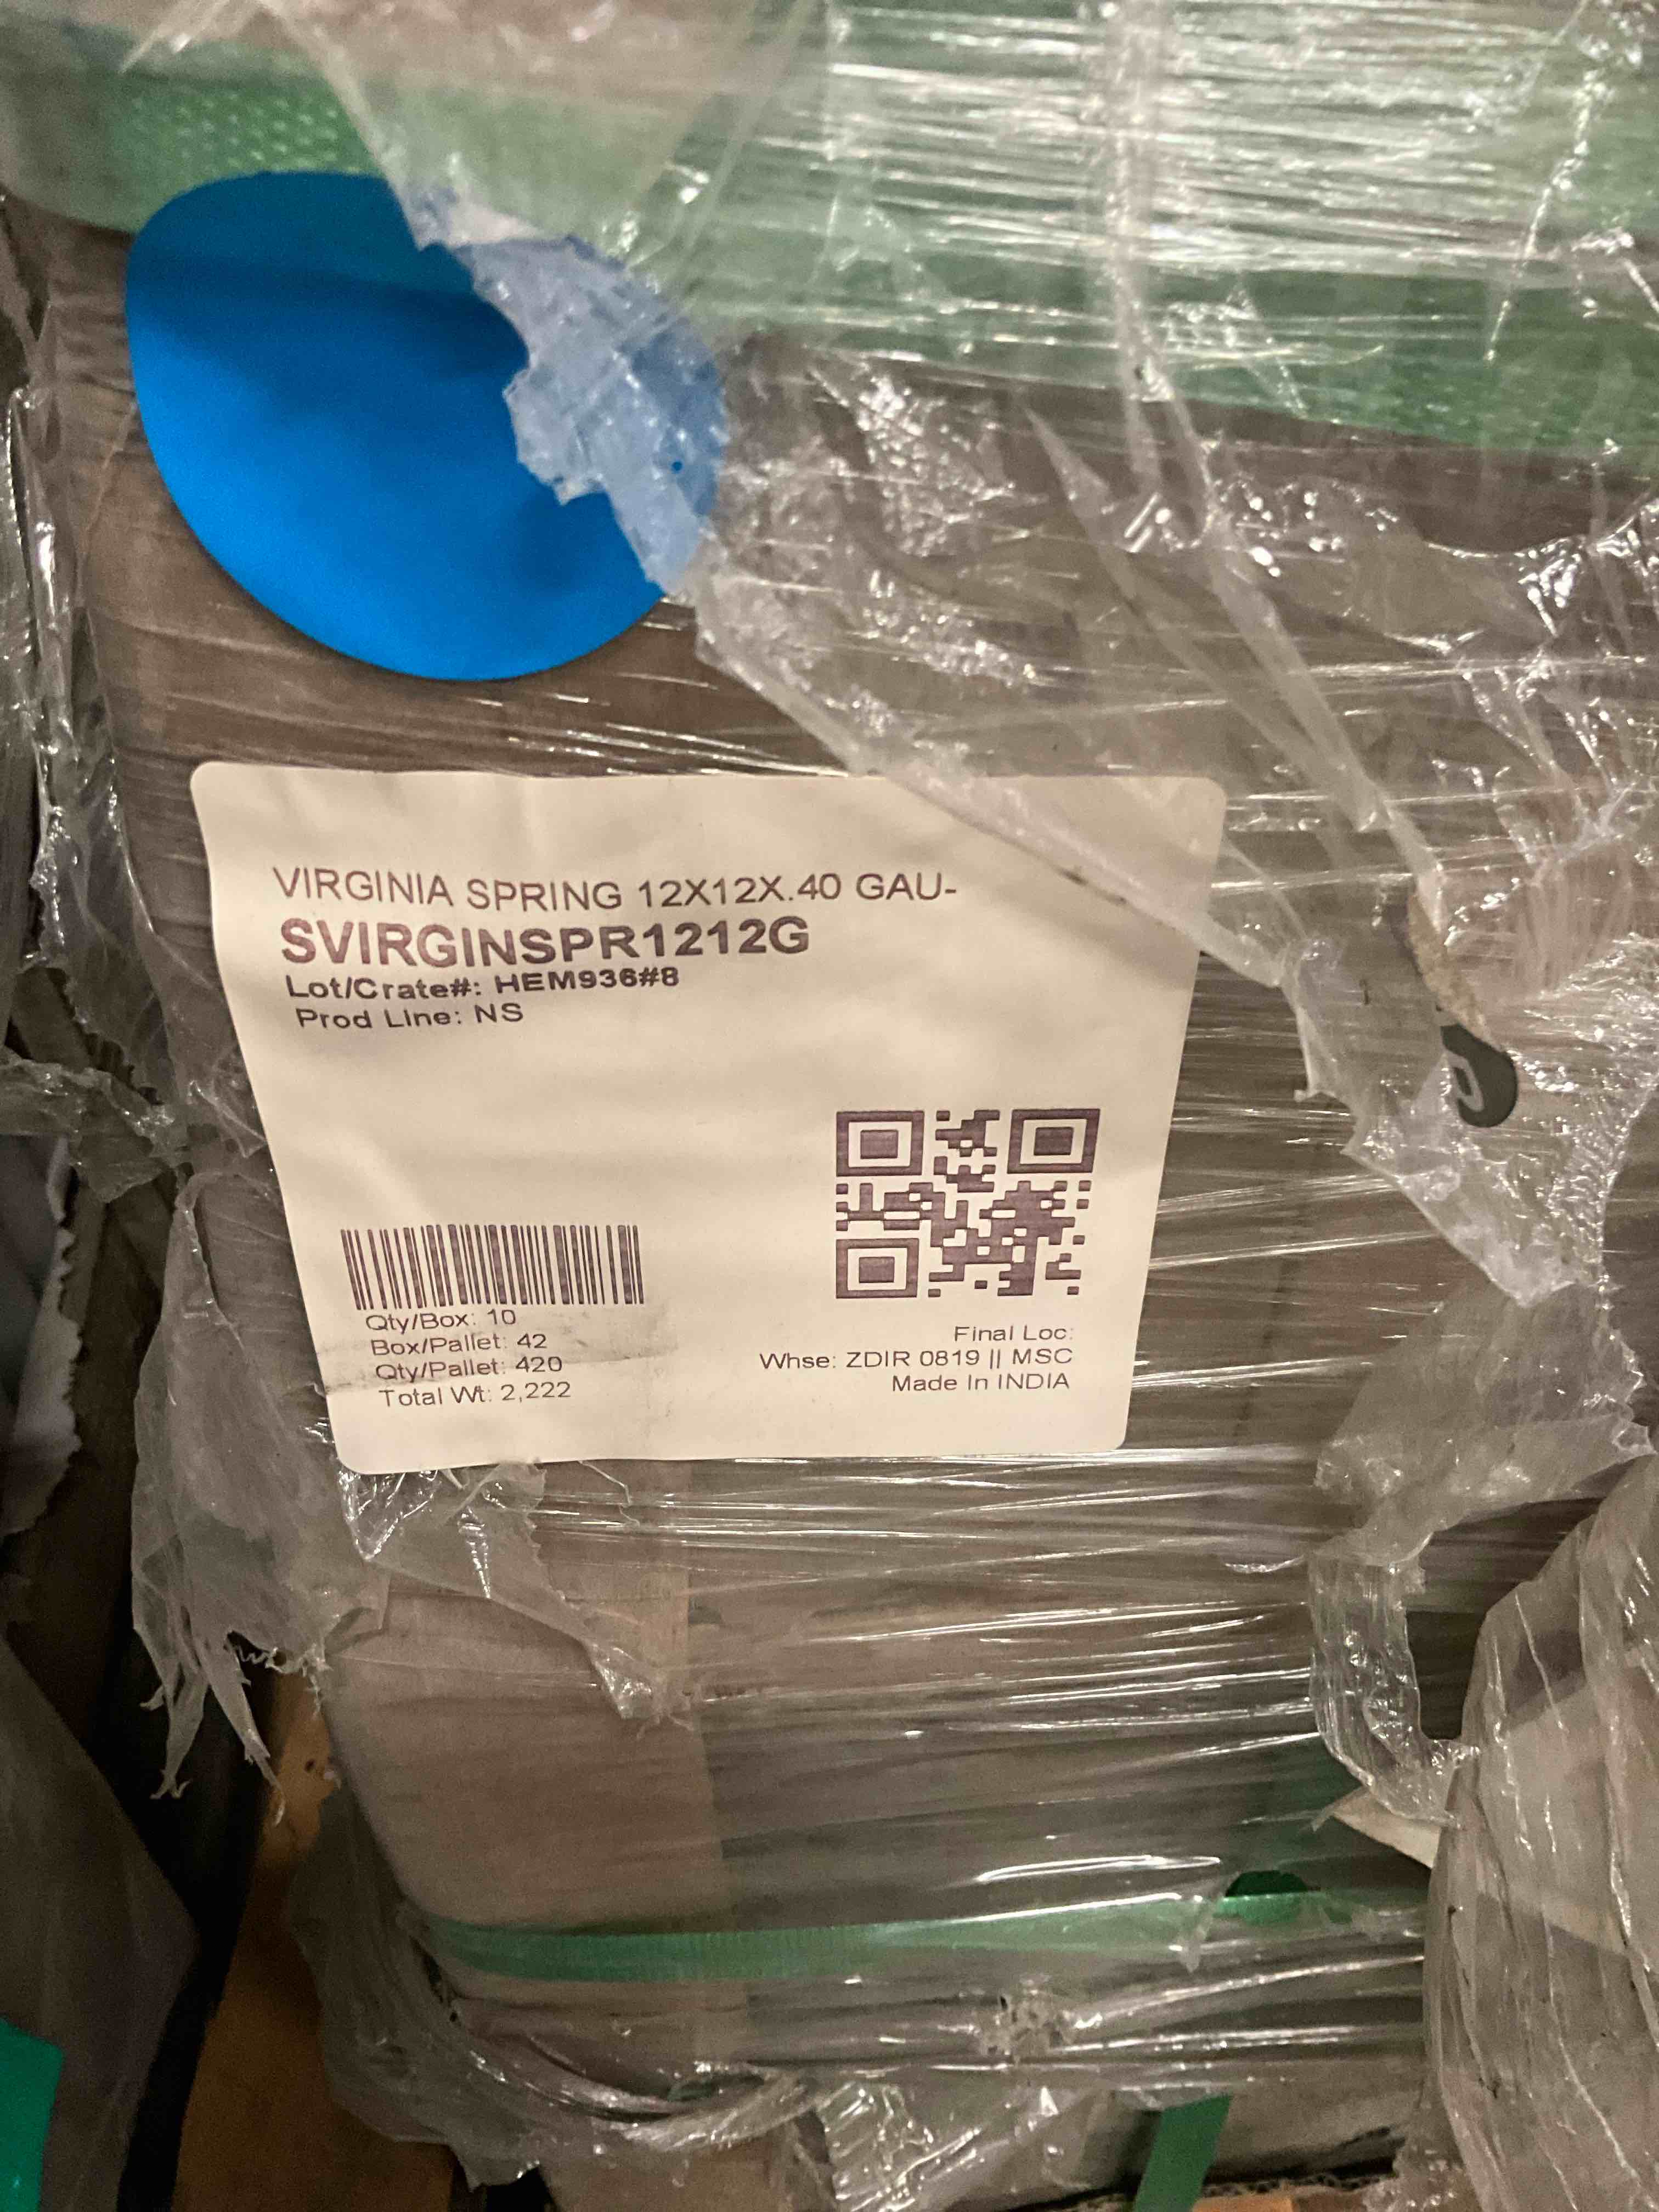 VIRGINIA SPRING 12X12X.40 GAU-
SVIRGINSPR1212G
Lot/Crate#: HEM936#8
Prod Line: NS
Qty/Box: 10
Box/Pallet: 42
Qty/Pallet: 420
Total Wt: 2,222
Final Loc:
Whse: ZDIR 0819 || MSC
Made In INDIA